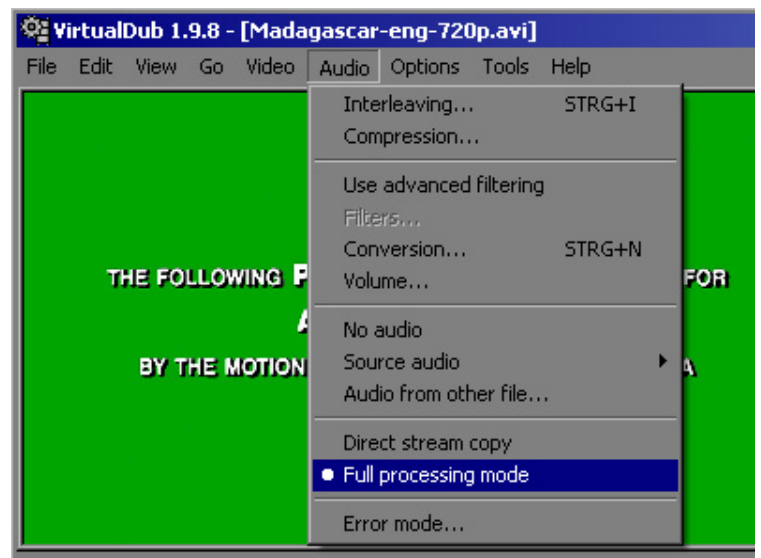 VirtualDub 1.9.8 - [Madagascar-eng-720p.avi]
File Edit View Go Video Audio Options Tools Help
Interleaving... STRG+I
Compression...
Use advanced filtering
Filters...
Conversion... STRG+N
THE FOLLOWING FOR
Volume...
No audio
BY THE MOTION
Source audio
Audio from other file...
Direct stream copy
Full processing mode
Error mode...